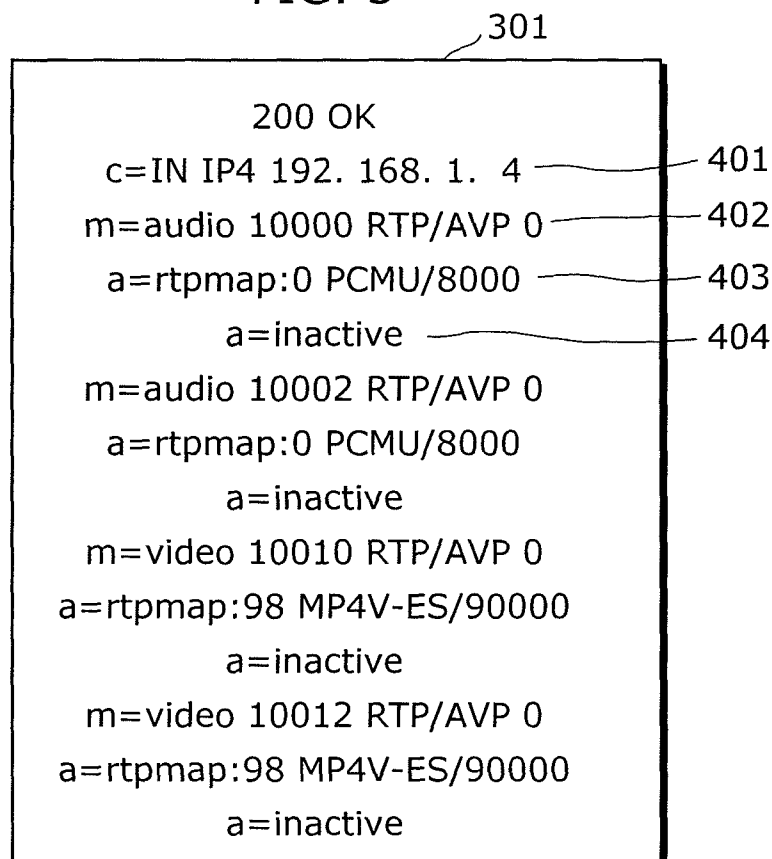 301
200 OK
c=IN IP4 192. 168. 1. 4 401
m=audio 10000 RTP/AVP 0 402
a=rtpmap:0 PCMU/8000 403
a=inactive 404
m=audio 10002 RTP/AVP 0
a=rtpmap:0 PCMU/8000
a=inactive
m=video 10010 RTP/AVP 0
a=rtpmap:98 MP4V-ES/90000
a=inactive
m=video 10012 RTP/AVP 0
a=rtpmap:98 MP4V-ES/90000
a=inactive